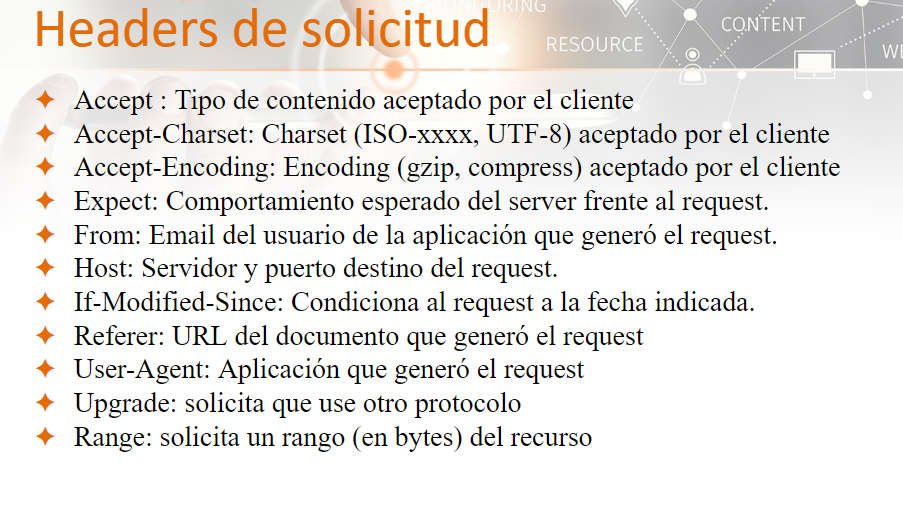 Headers de solicitud
MONITORING
RESOURCE
CONTENT
Accept : Tipo de contenido aceptado por el cliente
Accept-Charset: Charset (ISO-xxxx, UTF-8) aceptado por el cliente
Accept-Encoding: Encoding (gzip, compress) aceptado por el cliente
Expect: Comportamiento esperado del server frente al request.
From: Email del usuario de la aplicación que generó el request.
Host: Servidor y puerto destino del request.
If-Modified-Since: Condiciona al request a la fecha indicada.
Referer: URL del documento que generó el request
User-Agent: Aplicación que generó el request
Upgrade: solicita que use otro protocolo
Range: solicita un rango (en bytes) del recurso